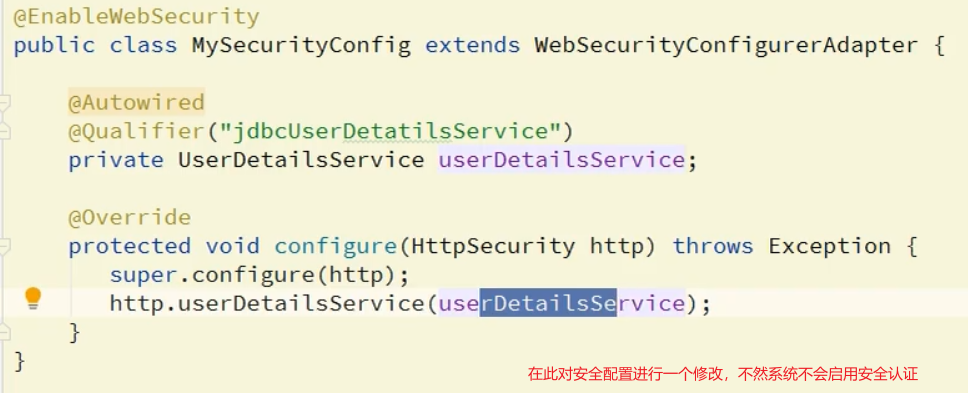 @EnableWebSecurity
public class MySecurityConfig extends WebSecurityConfigurerAdapter {
@Autowired
@Qualifier("jdbcUserDetatilsService")
private UserDetailsService userDetailsService;
@Override
protected void configure(HttpSecurity http) throws Exception {
super.configure(http);
http.userDetailsService(userDetailsService);
}
}
在此对安全配置进行一个修改，不然系统不会启用安全认证